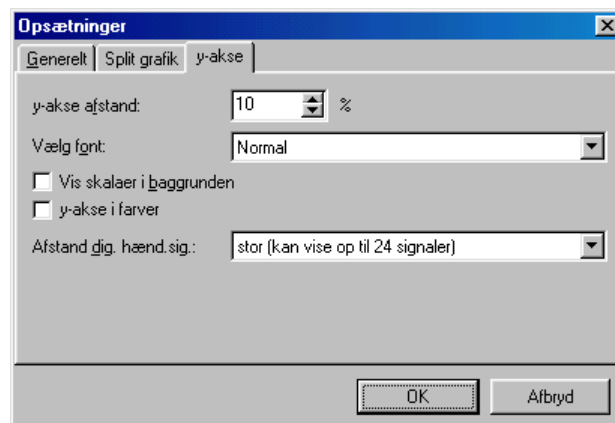 Opsætninger
Generelt Split grafik y-akse
y-akse afstand: 10 %
Vælg font: Normal
Vis skalaer i baggrunden
y-akse i farver
Afstand dig. hænd.sig.: stor (kan vise op til 24 signaler)
OK Afbryd